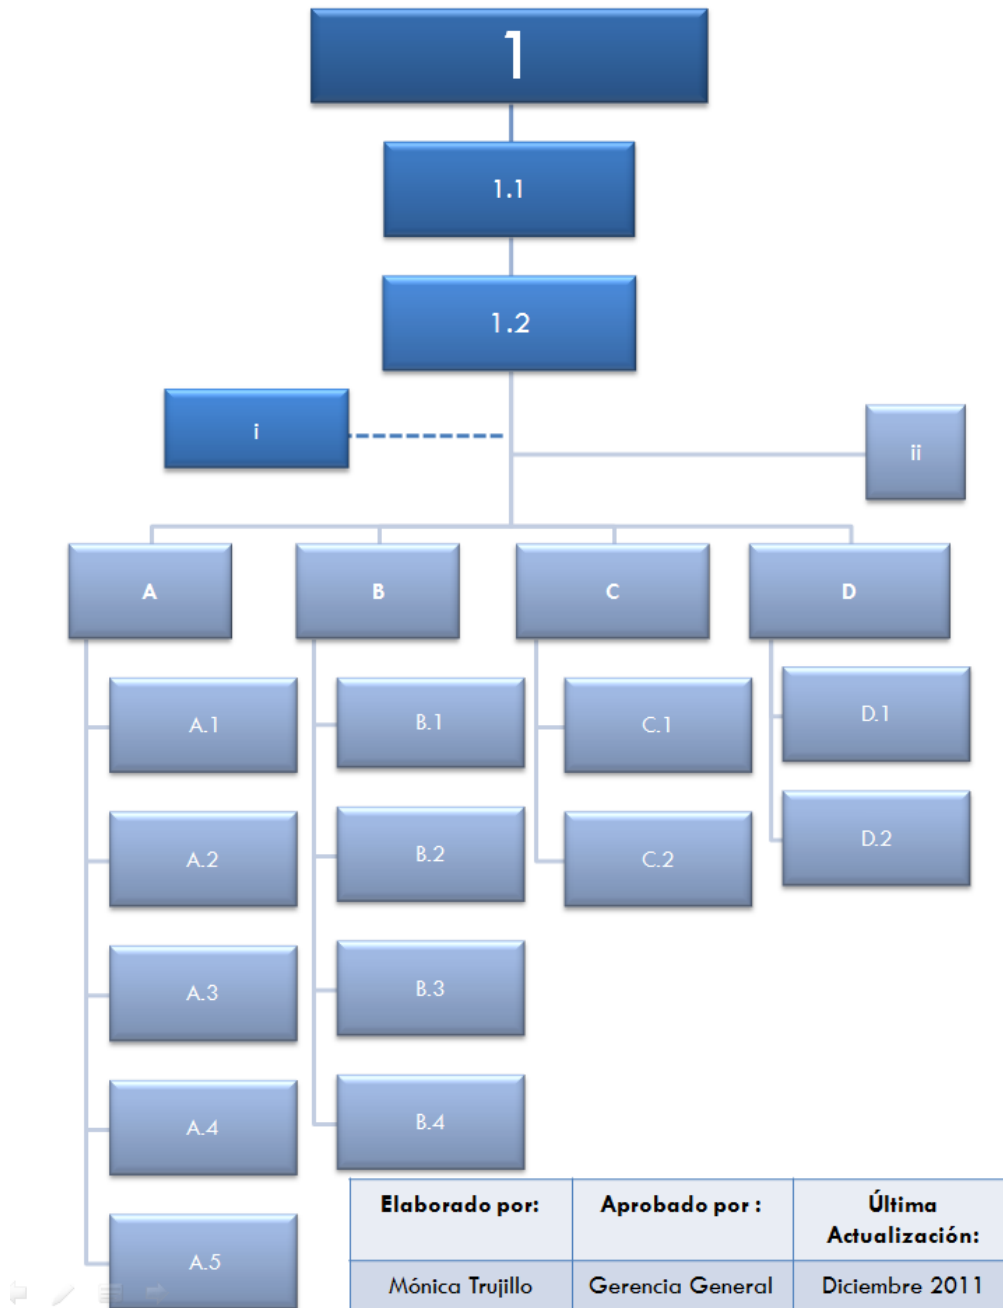 1
1.1
1.2
i
ii
A
B
C
D
A.1
B.1
C.1
D.1
A.2
B.2
C.2
D.2
A.3
B.3
A.4
B.4
A.5
Elaborado por:
Aprobado por :
Última
Actualización:
Mónica Trujillo
Gerencia General
Diciembre 2011